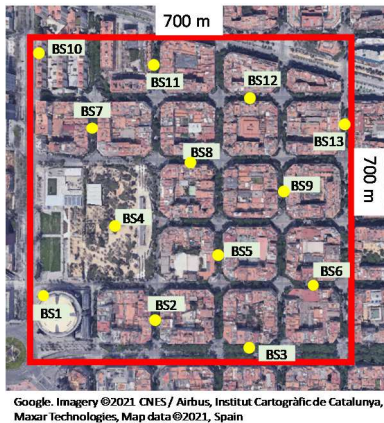 700 m
BS10
BS11
BS12
BS7
BS13
BS8
700 m
BS9
BS4
BS5
BS6
BS1
BS2
BS3
Google. Imagery ©2021 CNES / Airbus, Institut Cartogràfic de Catalunya,
Maxar Technologies, Map data ©2021, Spain